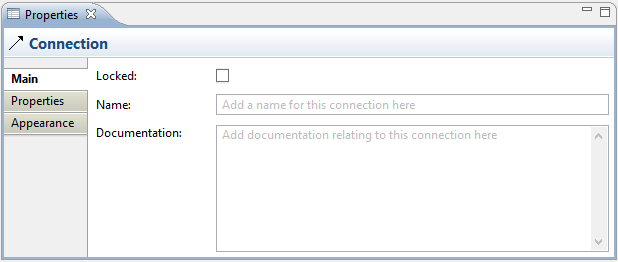 Properties
Connection
Main
Properties
Appearance
Locked:
Name:
Add a name for this connection here
Documentation:
Add documentation relating to this connection here